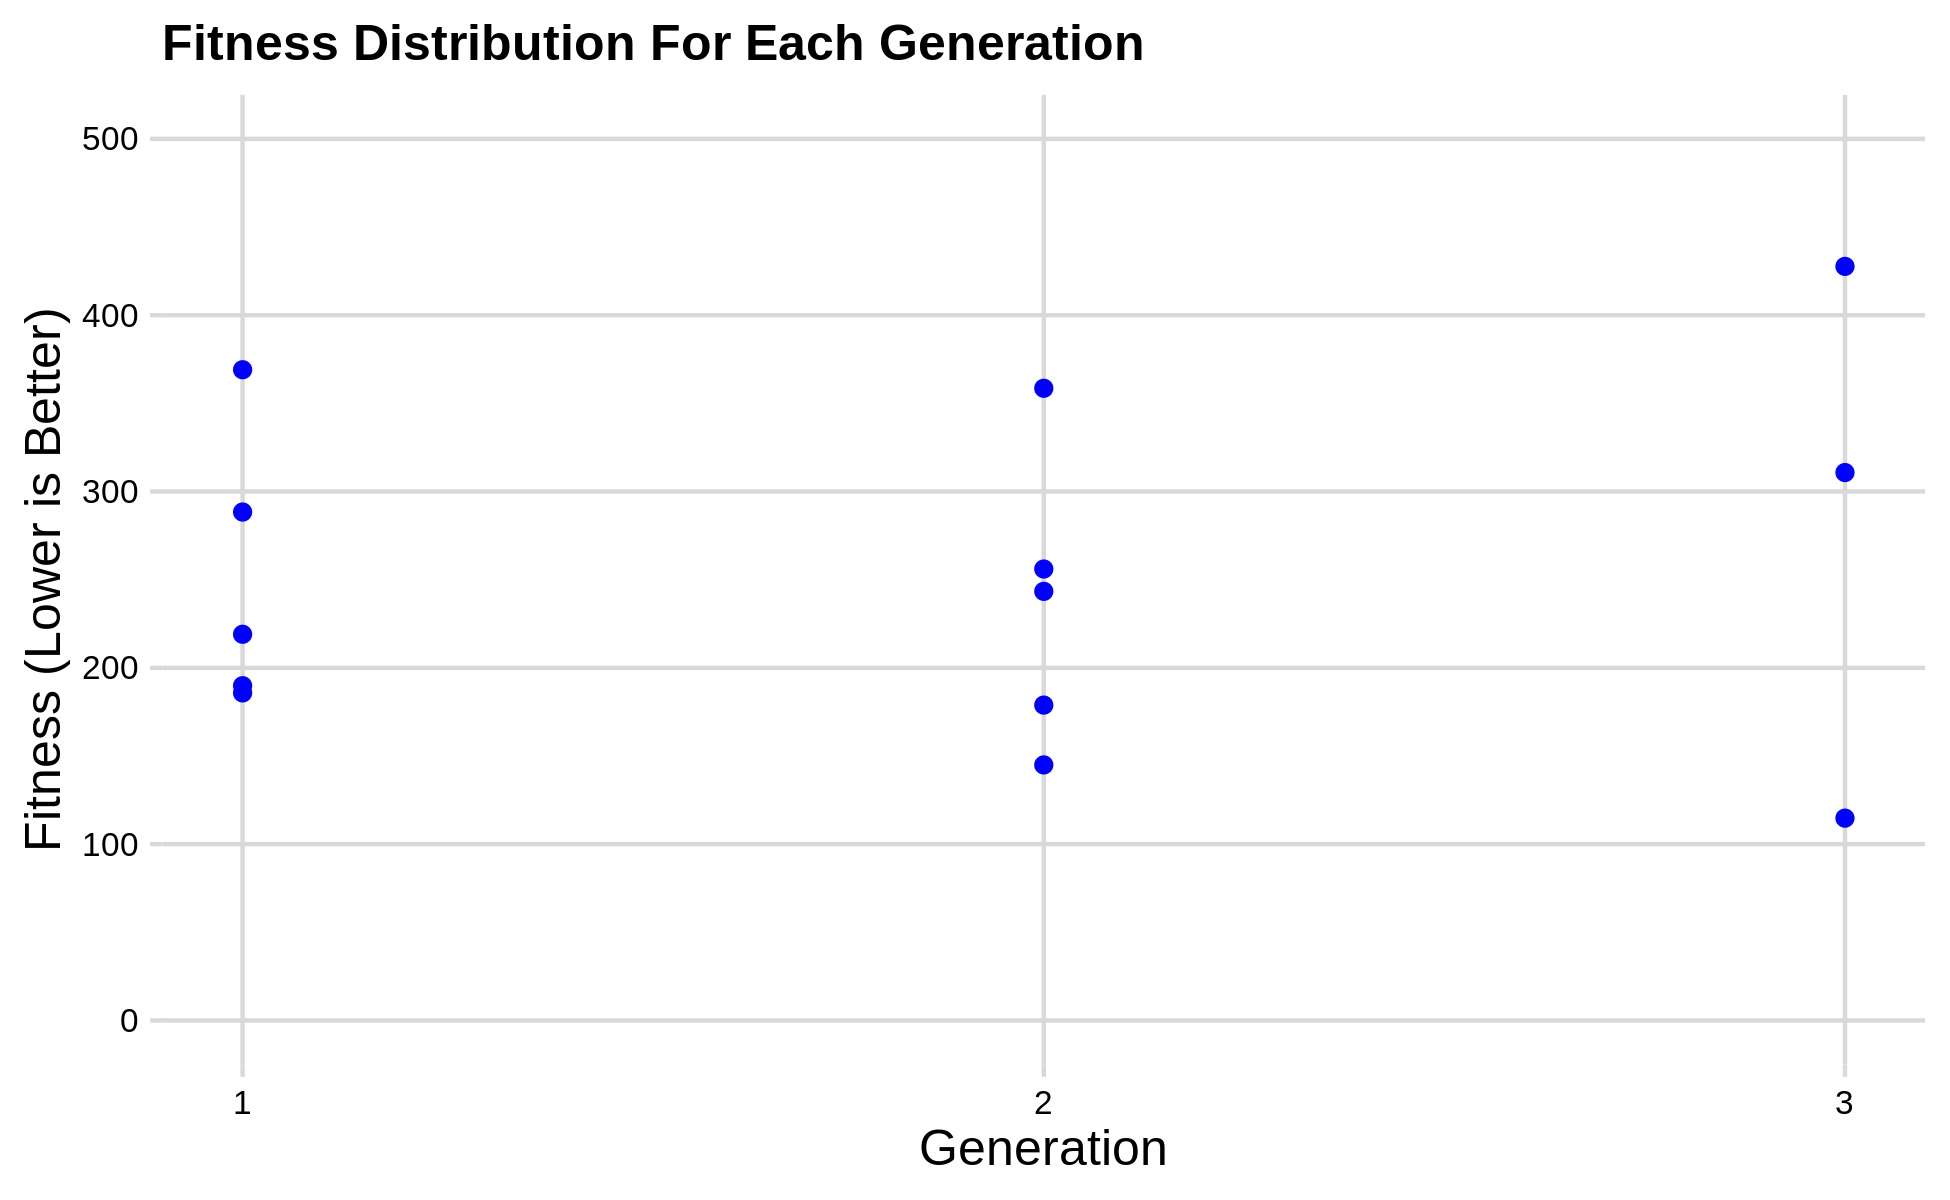 Fitness Distribution For Each Generation
Fitness (Lower is Better)
500
400
300
200
100
0
1 2 3
Generation